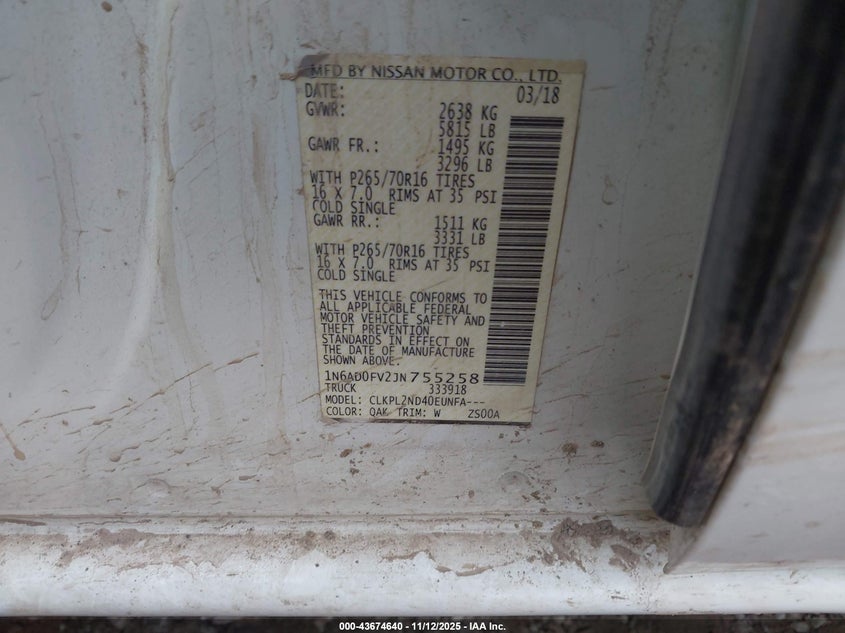 MFD BY NISSAN MOTOR CO., LTD.
DATE: 03/18
GVWR: 2638 KG
5815 LB
GAWR FR.: 1495 KG
3296 LB
WITH P265/70R16 TIRES
16 X 7.0 RIMS AT 35 PSI
COLD SINGLE
GAWR RR.: 1511 KG
3331 LB
WITH P265/70R16 TIRES
16 X 7.0 RIMS AT 35 PSI
COLD SINGLE
THIS VEHICLE CONFORMS TO
ALL APPLICABLE FEDERAL
MOTOR VEHICLE SAFETY AND
THEFT PREVENTION
STANDARDS IN EFFECT ON
THE DATE OF MANUFACTURE
SHOWN ABOVE.
1N6AD0FV2JN755258
TRUCK 333918
MODEL: CLKPL2ND40EUNFA---
COLOR: QAK TRIM: W ZS00A
000-43674640 - 11/12/2025 - IAA Inc.